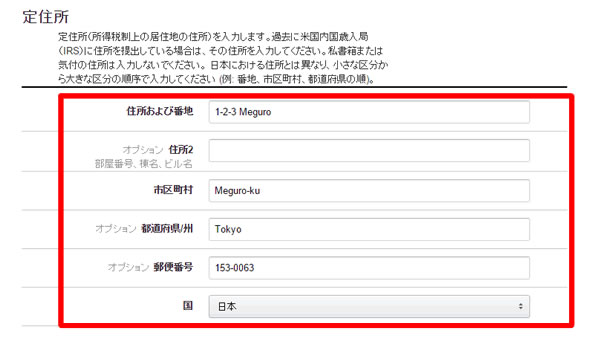 定住所
定住所(所得税制上の居住地の住所)を入力します。過去に米国内国歳入局
(IRS)に住所を提出している場合は、その住所を入力してください。私書箱または
気付の住所は入力しないでください。 日本における住所とは異なり、小さな区分か
ら大きな区分の順序で入力してください (例: 番地、市区町村、都道府県の順)。
住所および番地 1-2-3 Meguro
オプション 住所2
部屋番号、棟名、ビル名
市区町村 Meguro-ku
オプション 都道府県/州 Tokyo
オプション 郵便番号 153-0063
国 日本